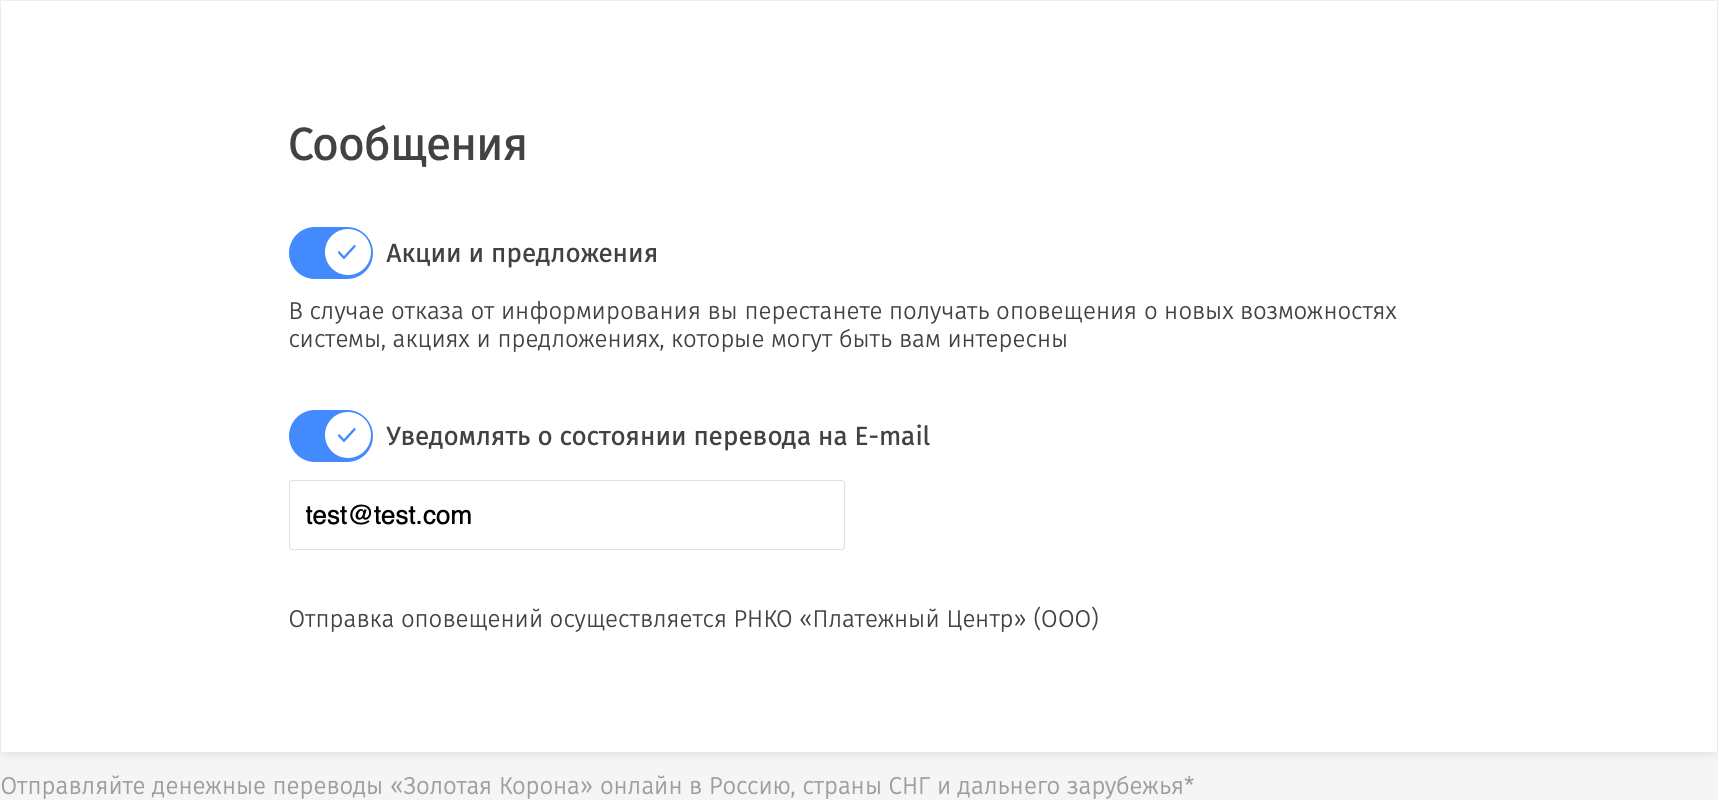 Сообщения
Акции и предложения
В случае отказа от информирования вы перестанете получать оповещения о новых возможностях
системы, акциях и предложениях, которые могут быть вам интересны
Уведомлять о состоянии перевода на E-mail
test@test.com
Отправка оповещений осуществляется РНКО «Платежный Центр» (ООО)
Отправляйте денежные переводы «Золотая Корона» онлайн в Россию, страны СНГ и дальнего зарубежья*